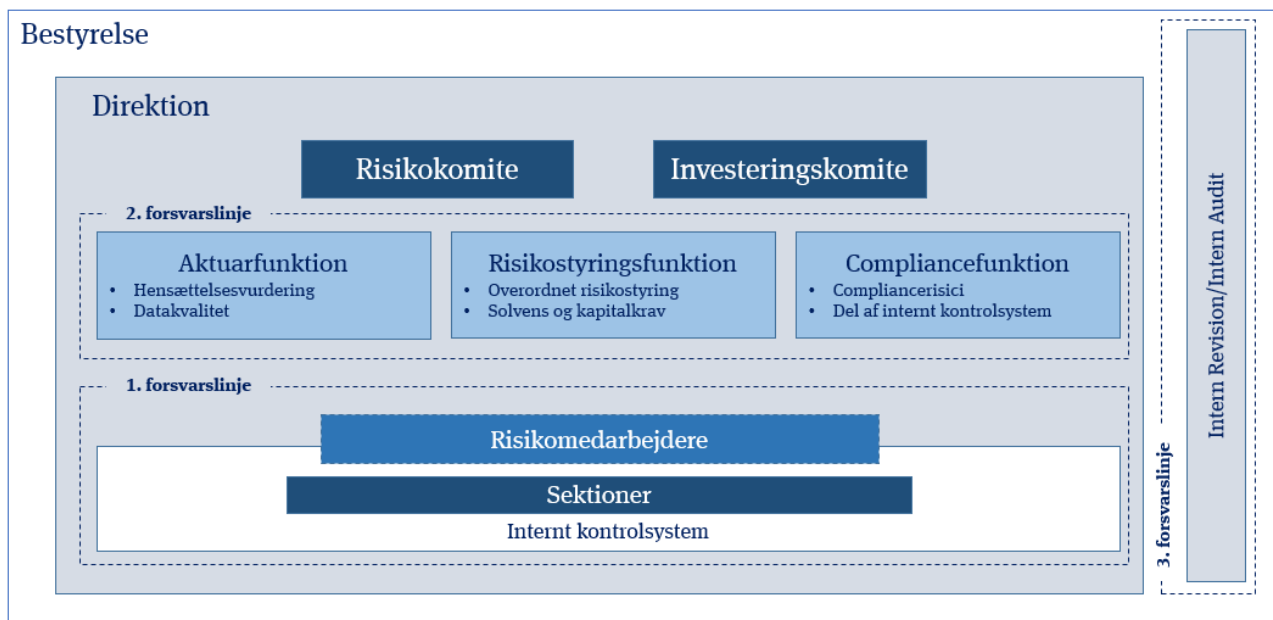 Bestyrelse
Direktion
Risikokomite
Investeringskomite
2. forsvarslinje
Aktuarfunktion
• Hensættelsesvurdering
• Datakvalitet
Risikostyringsfunktion
• Overordnet risikostyring
• Solvens og kapitalkrav
Compliancefunktion
• Compliancerisici
• Del af internt kontrolsystem
1. forsvarslinje
Risikomedarbejdere
Sektioner
Internt kontrolsystem
3. forsvarslinje
Intern Revision/Intern Audit